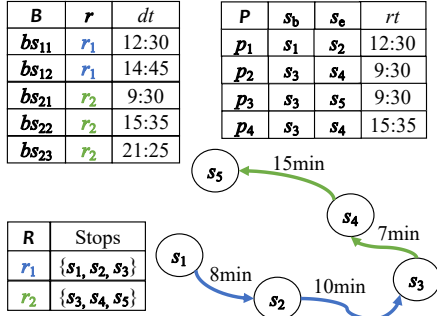 B r dt
bs11 r1 12:30
bs12 r1 14:45
bs21 r2 9:30
bs22 r2 15:35
bs23 r2 21:25
P sb se rt
p1 s1 s2 12:30
p2 s3 s4 9:30
p3 s3 s5 9:30
p4 s3 s4 15:35
R Stops
r1 {s1, s2, s3}
r2 {s3, s4, s5}
s5
15min
s4
7min
s1
8min
s2
10min
s3